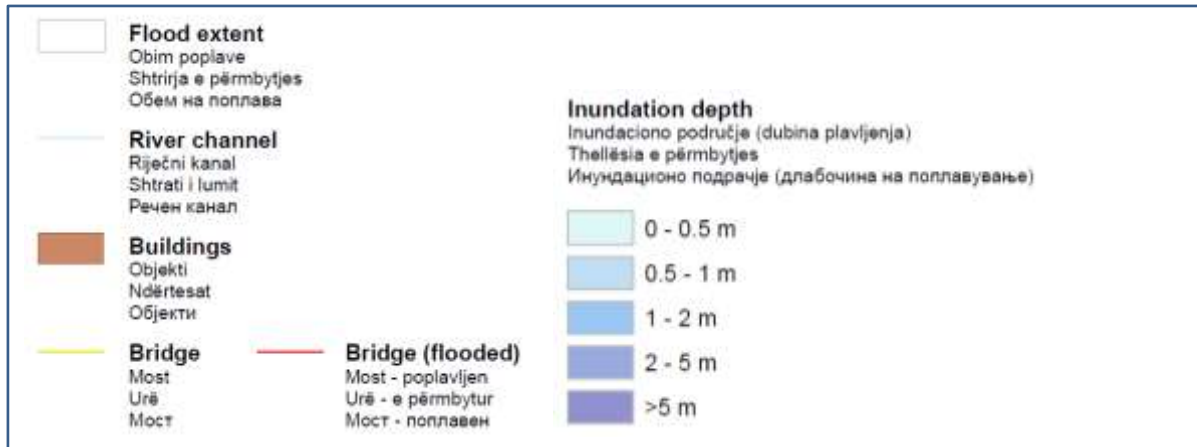 Flood extent
Obim poplave
Shtrirja e përmbytjes
Обем на поплава
River channel
Riječni kanal
Shtrati i lumit
Речен канал
Buildings
Objekti
Ndërtesat
Објекти
Bridge
Most
Urë
Мост
Bridge (flooded)
Most - poplavljen
Urë - e përmbytur
Мост - поплавен
Inundation depth
Inundaciono područje (dubina plavljenja)
Thellësia e përmbytjes
Инундационо подрачје (длабочина на поплавување)
0 - 0.5 m
0.5 - 1 m
1 - 2 m
2 - 5 m
>5 m